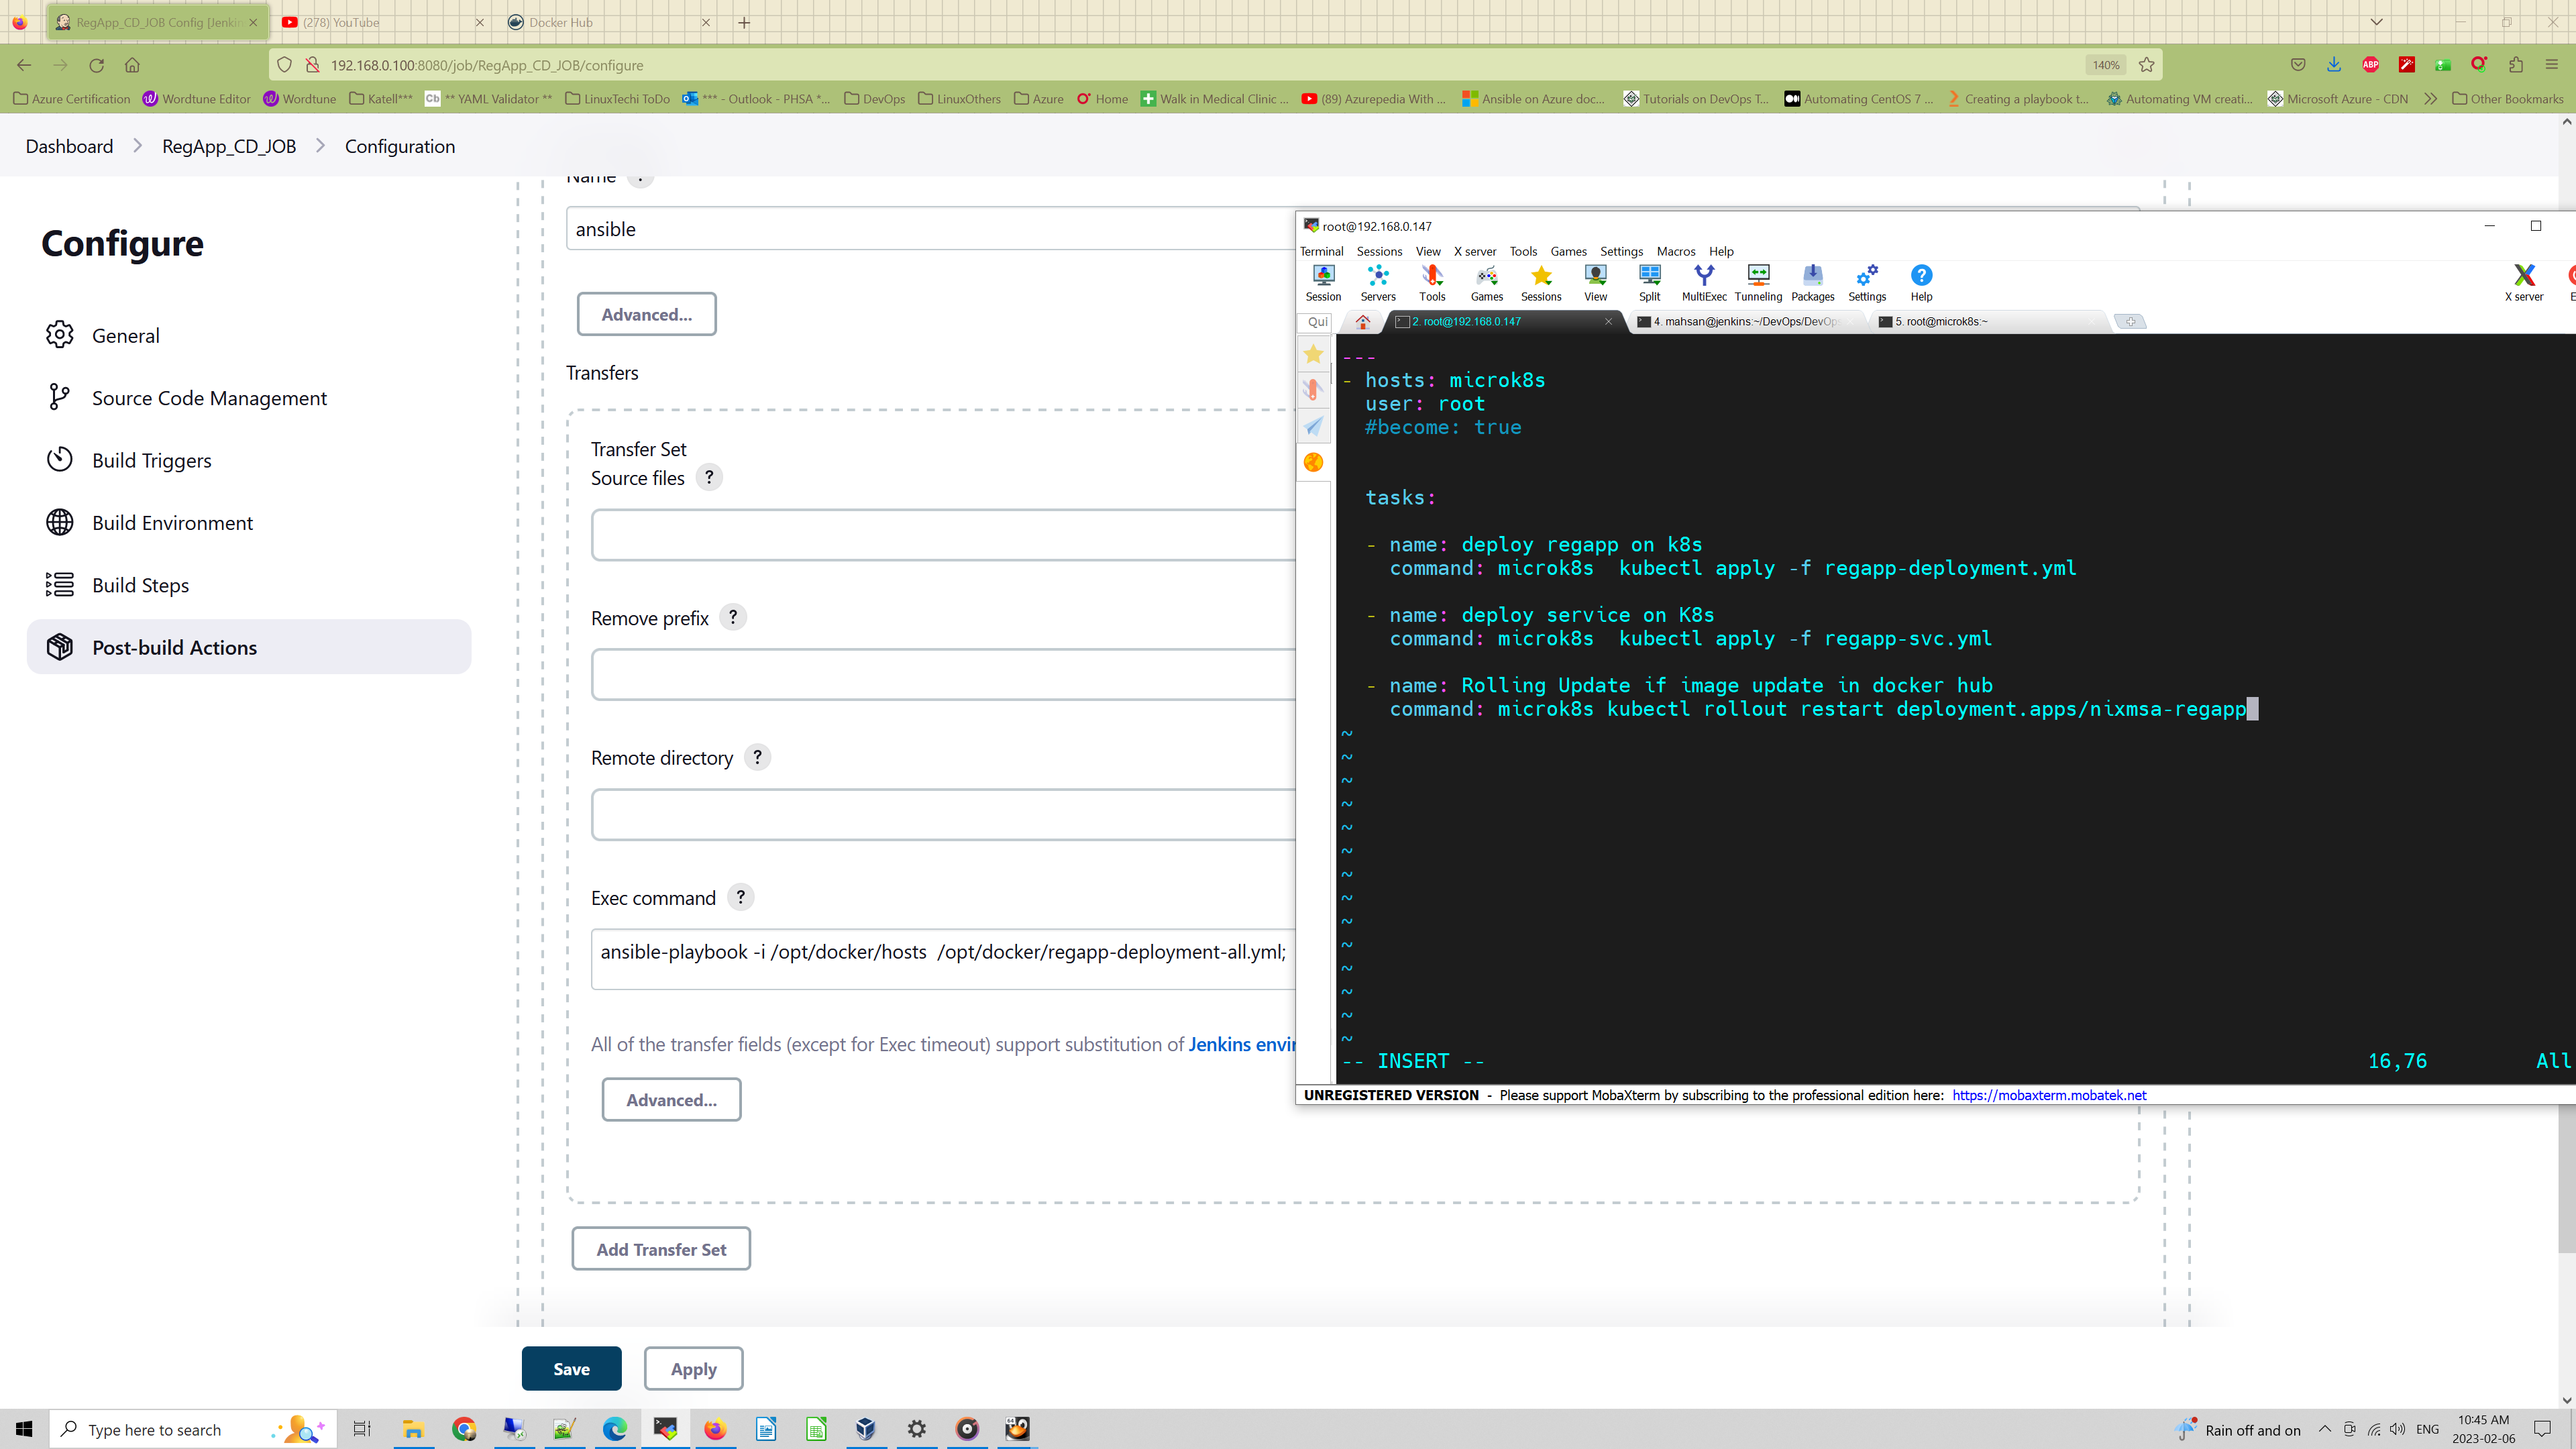 RegApp_CD_JOB Config [Jenkin
(278) YouTube
Docker Hub
192.168.0.100:8080/job/RegApp_CD_JOB/configure
140%
Azure Certification
Wordtune Editor
Wordtune
Katell***
** YAML Validator **
LinuxTechi ToDo
*** - Outlook - PHSA *...
DevOps
LinuxOthers
Azure
Home
Walk in Medical Clinic ...
(89) Azurepedia With ...
Ansible on Azure doc...
Tutorials on DevOps T...
Automating CentOS 7 ...
Creating a playbook t...
Automating VM creati...
Microsoft Azure - CDN
Other Bookmarks
Dashboard > RegApp_CD_JOB > Configuration
Configure
General
Source Code Management
Build Triggers
Build Environment
Build Steps
Post-build Actions
Name ?
ansible
Advanced...
Transfers
Transfer Set
Source files ?
Remove prefix ?
Remote directory ?
Exec command ?
ansible-playbook -i /opt/docker/hosts  /opt/docker/regapp-deployment-all.yml;
All of the transfer fields (except for Exec timeout) support substitution of Jenkins envir
Advanced...
Add Transfer Set
Save
Apply
root@192.168.0.147
Terminal Sessions View X server Tools Games Settings Macros Help
Session Servers Tools Games Sessions View Split MultiExec Tunneling Packages Settings Help X server
Qui
2. root@192.168.0.147
4. mahsan@jenkins:~/DevOps/DevOp
5. root@microk8s:~
---
- hosts: microk8s
  user: root
  #become: true
  tasks:
  - name: deploy regapp on k8s
    command: microk8s  kubectl apply -f regapp-deployment.yml
  - name: deploy service on K8s
    command: microk8s  kubectl apply -f regapp-svc.yml
  - name: Rolling Update if image update in docker hub
    command: microk8s kubectl rollout restart deployment.apps/nixmsa-regapp
~
~
~
~
~
~
~
~
~
~
~
~
~
~
-- INSERT -- 16,76 All
UNREGISTERED VERSION - Please support MobaXterm by subscribing to the professional edition here: https://mobaxterm.mobatek.net
Type here to search
Rain off and on
ENG
10:45 AM
2023-02-06